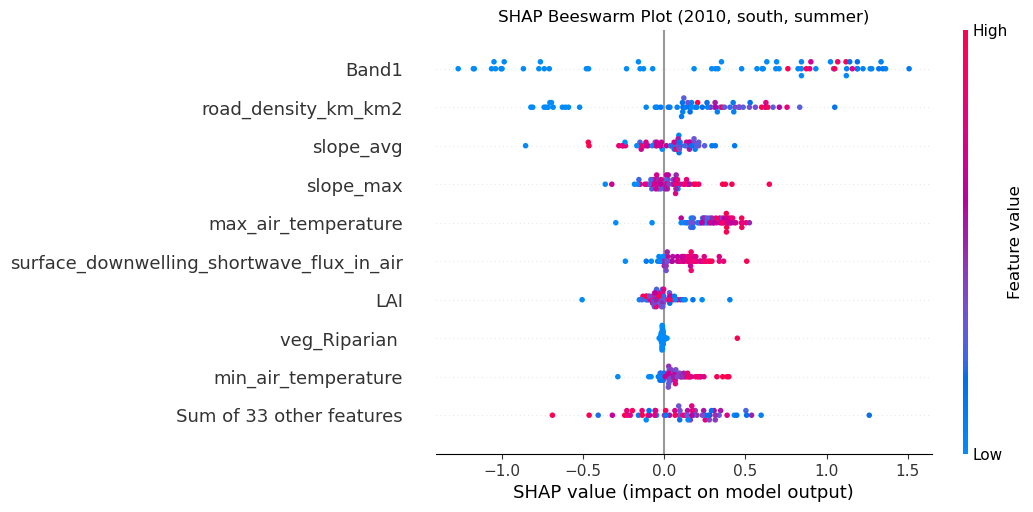 SHAP Beeswarm Plot (2010, south, summer)
High
Band1
road_density_km_km2
slope_avg
slope_max
max_air_temperature
surface_downwelling_shortwave_flux_in_air
LAI
veg_Riparian
min_air_temperature
Sum of 33 other features
Feature value
Low
−1.0 −0.5 0.0 0.5 1.0 1.5
SHAP value (impact on model output)